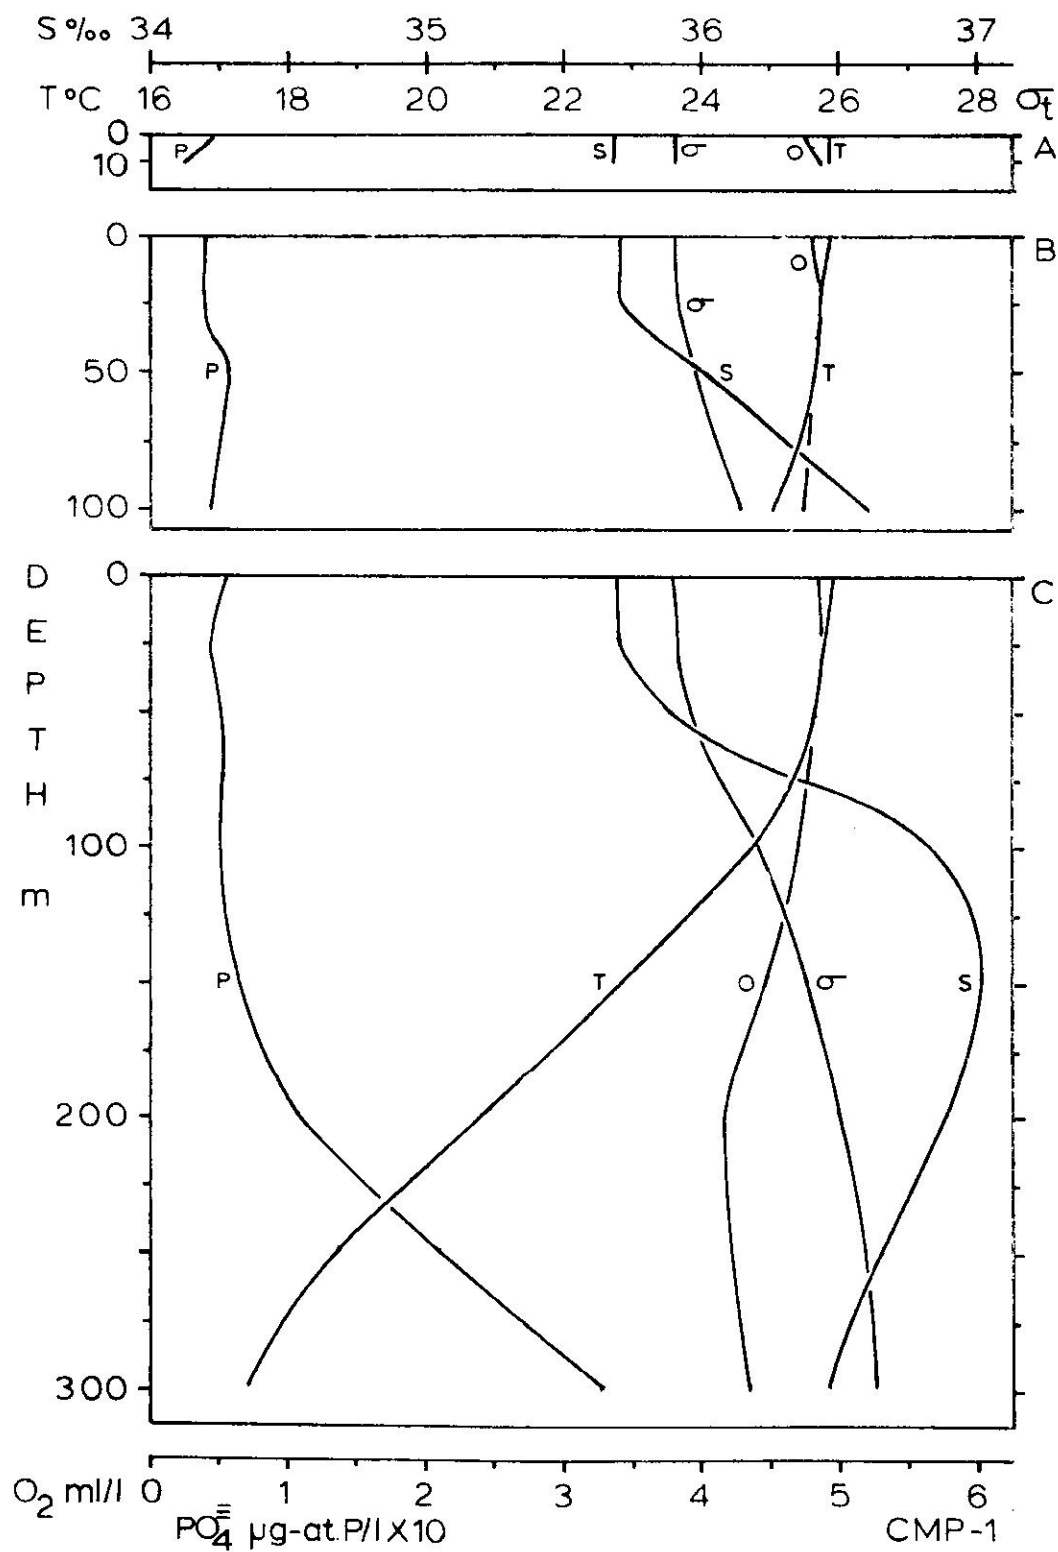 S ‰ 34 35 36 37
T °C 16 18 20 22 24 26 28 σt
0 P S σ O T A
10
0 B
O
σ
50 P S T
100
D 0 C
E
P
T
H
100
m
P T O σ S
200
300
O2 ml/l 0 1 2 3 4 5 6
PO4≡ µg-at.P/l X10 CMP-1